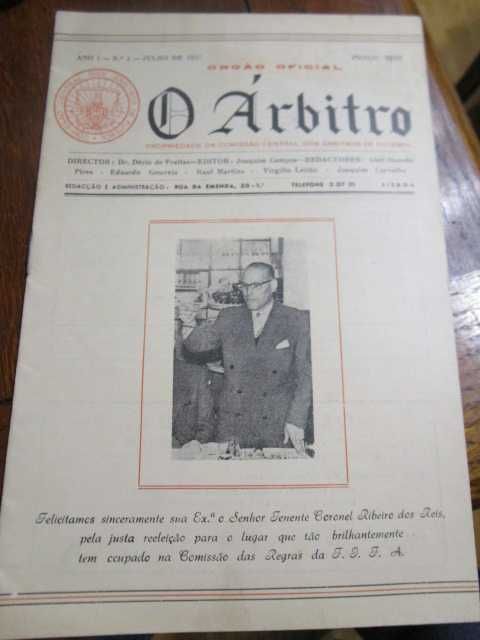 ANO I — N.º 2 — JULHO DE
ORGÃO OFICIAL
O Árbitro
PROPRIEDADE DA COMISSÃO CENTRAL DOS ÁRBITROS DE FUTEBOL
DIRECTOR: Dr. Décio de Freitas — EDITOR: Joaquim Campos — REDACTORES:
Pires - Eduardo Gouveia - Raul Martins - Virgílio Leitão - Joaquim Carvalho
REDACÇÃO E ADMINISTRAÇÃO: RUA DA EMENDA, TELEFONE LISBOA
Felicitamos sinceramente sua Ex.ª o Senhor Tenente Coronel Ribeiro dos Reis,
pela justa reeleição para o lugar que tão brilhantemente
tem ocupado na Comissão das Regras da F. I. F. A.